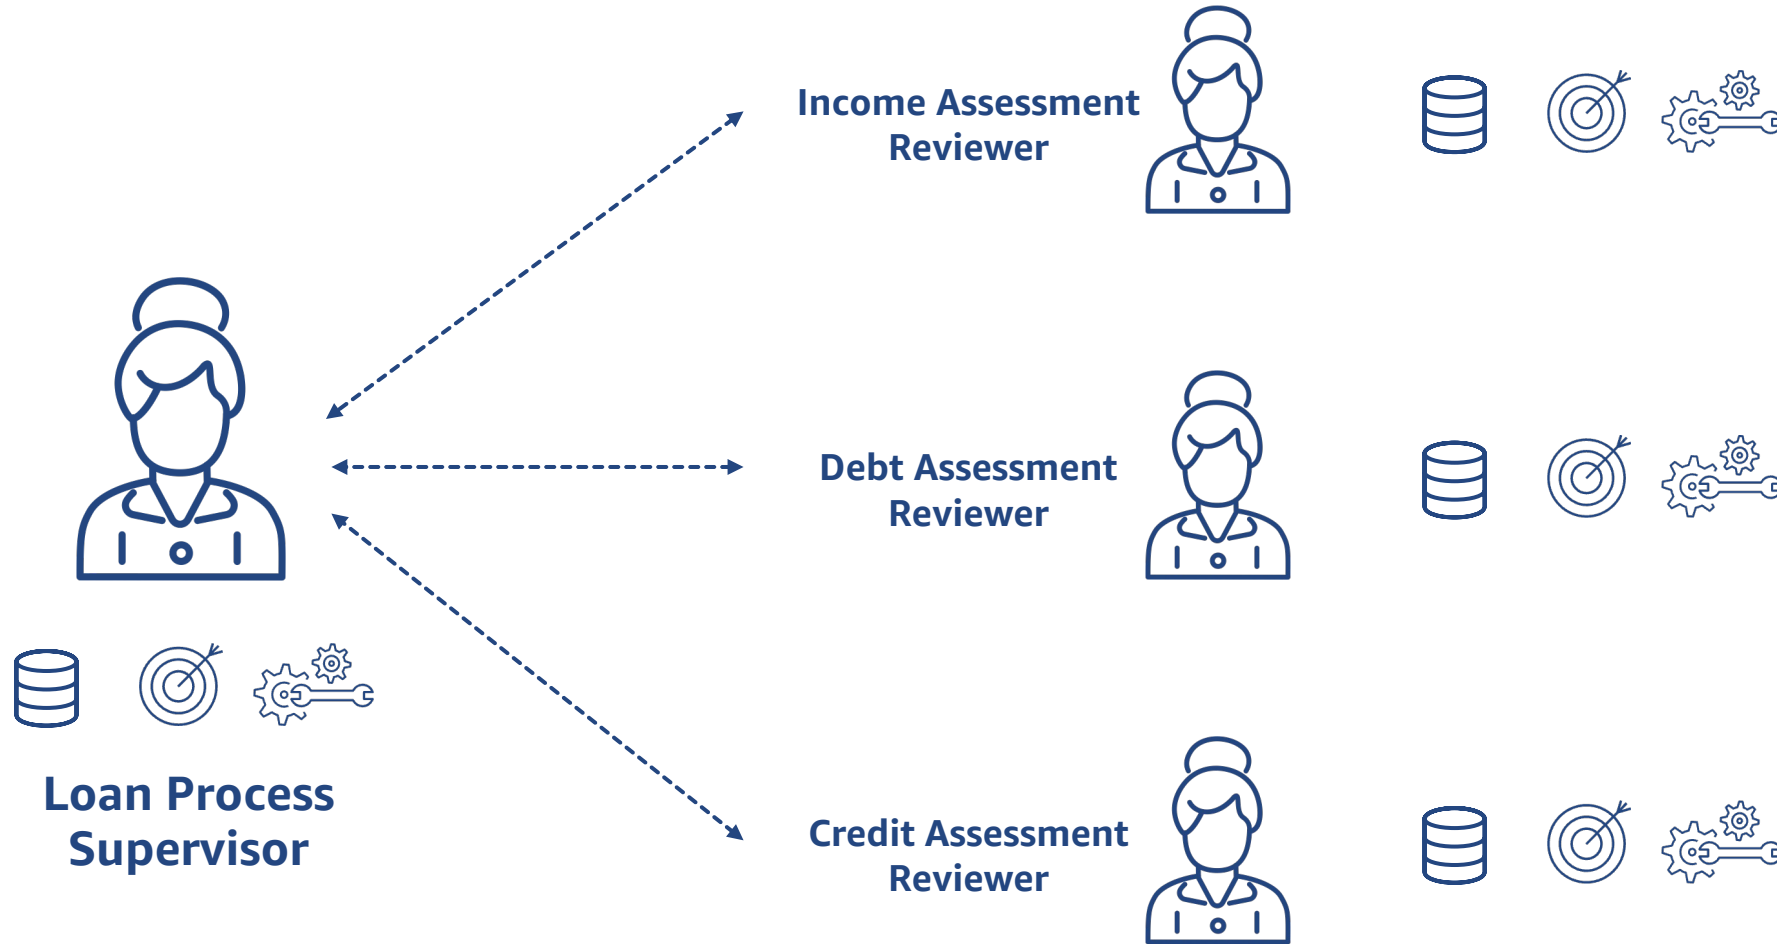 Income Assessment
Reviewer
Debt Assessment
Reviewer
Loan Process
Supervisor
Credit Assessment
Reviewer